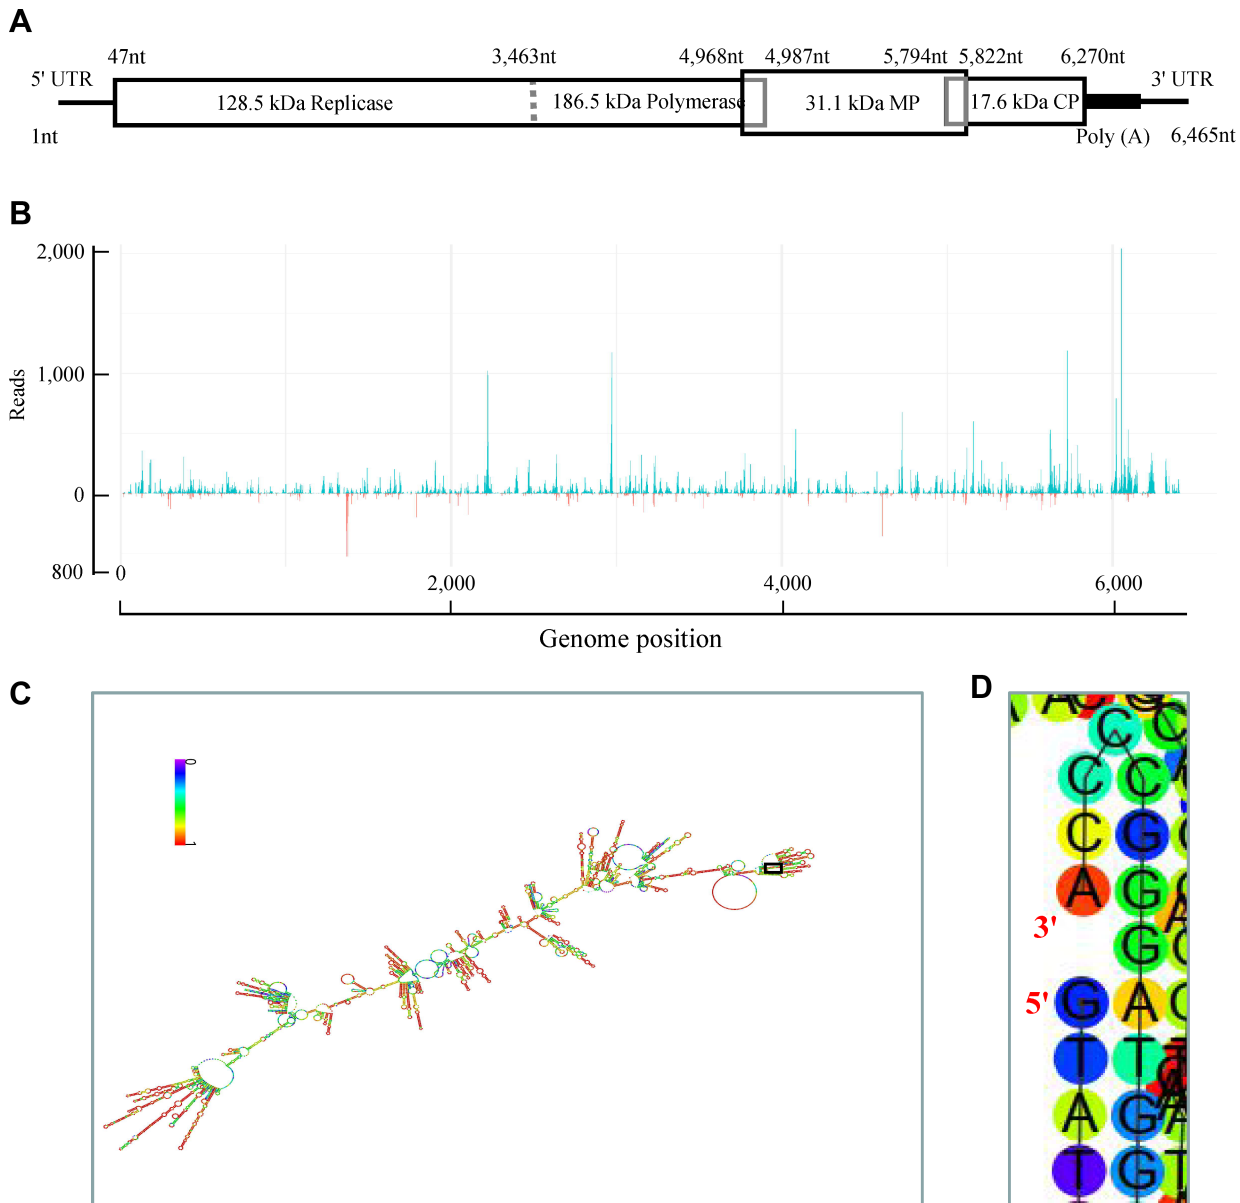 A
47nt 3,463nt 4,968nt 4,987nt 5,794nt 5,822nt 6,270nt
5' UTR 3' UTR
128.5 kDa Replicase 186.5 kDa Polymerase 31.1 kDa MP 17.6 kDa CP
1nt Poly (A) 6,465nt
B
2,000
1,000
Reads
0
800 0
2,000 4,000 6,000
Genome position
C
0
1
D
A C G
C C
C C
C G
A G
3'
G
5' G A C
T T
A G A
T G T